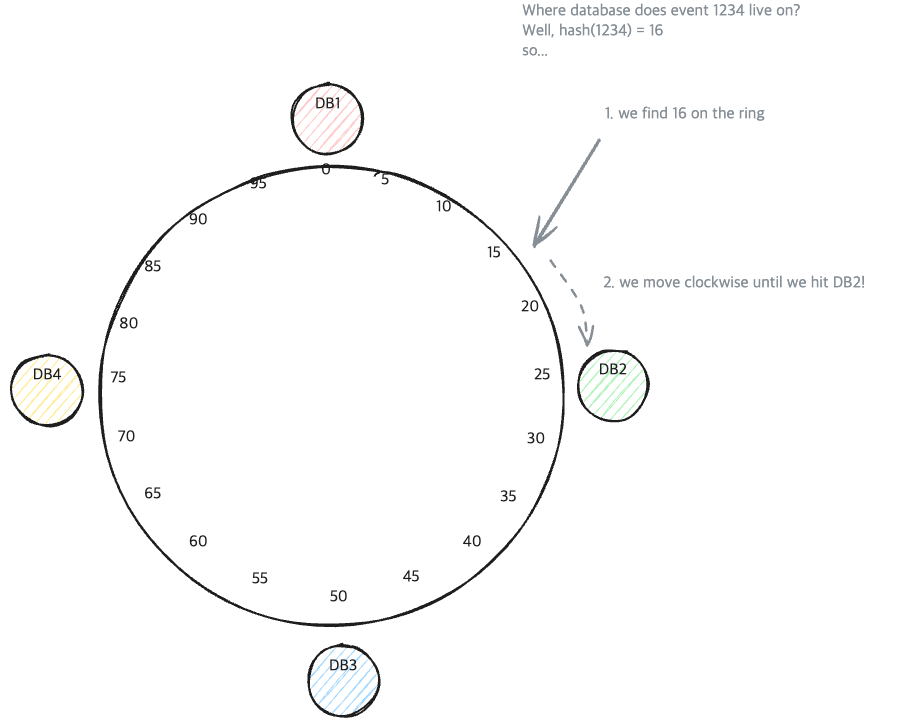 Where database does event 1234 live on?
Well, hash(1234) = 16
so...
DB1
1. we find 16 on the ring
0
95
5
10
90
15
85
2. we move clockwise until we hit DB2!
20
80
DB4
75
25
DB2
70
30
65
35
60
40
55
45
50
DB3